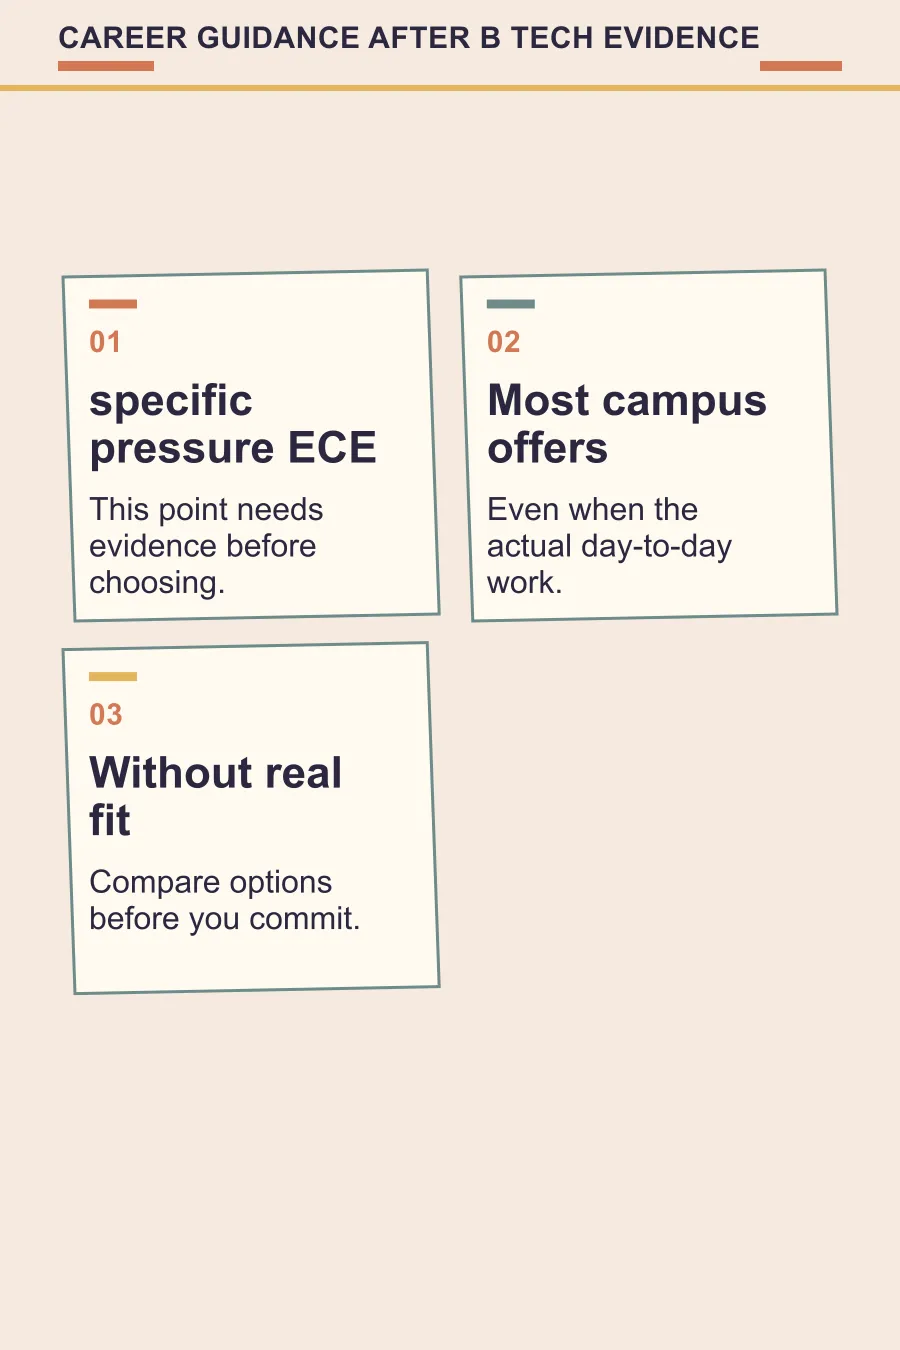 CAREER GUIDANCE AFTER B TECH EVIDENCE
01
specific
pressure ECE
This point needs
evidence before
choosing.
02
Most campus
offers
Even when the
actual day-to-day
work.
03
Without real
fit
Compare options
before you commit.